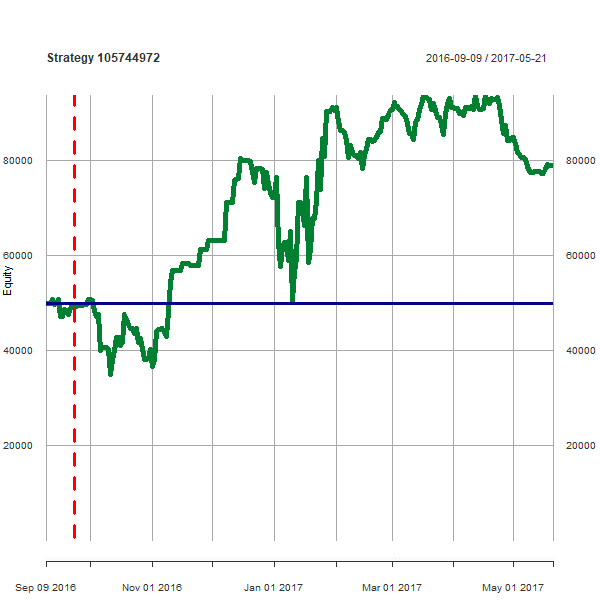 Strategy 105744972
2016-09-09 / 2017-05-21
80000
80000
60000
60000
Equity
40000
40000
20000
20000
Sep 09 2016
Nov 01 2016
Jan 01 2017
Mar 01 2017
May 01 2017